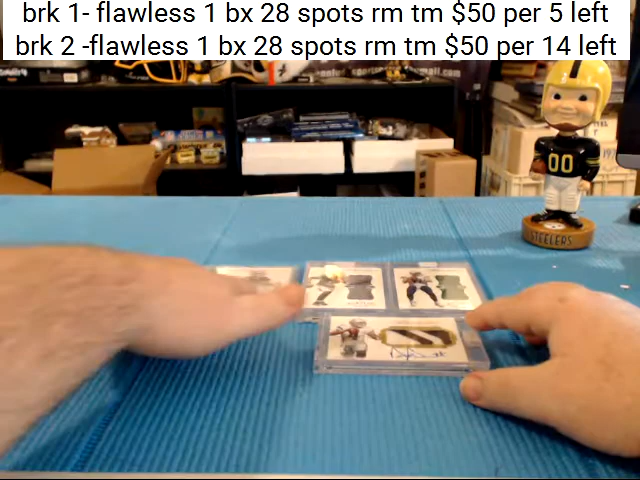 brk 1- flawless 1 bx 28 spots rm tm $50 per 5 left
brk 2 -flawless 1 bx 28 spots rm tm $50 per 14 left
00
STEELERS